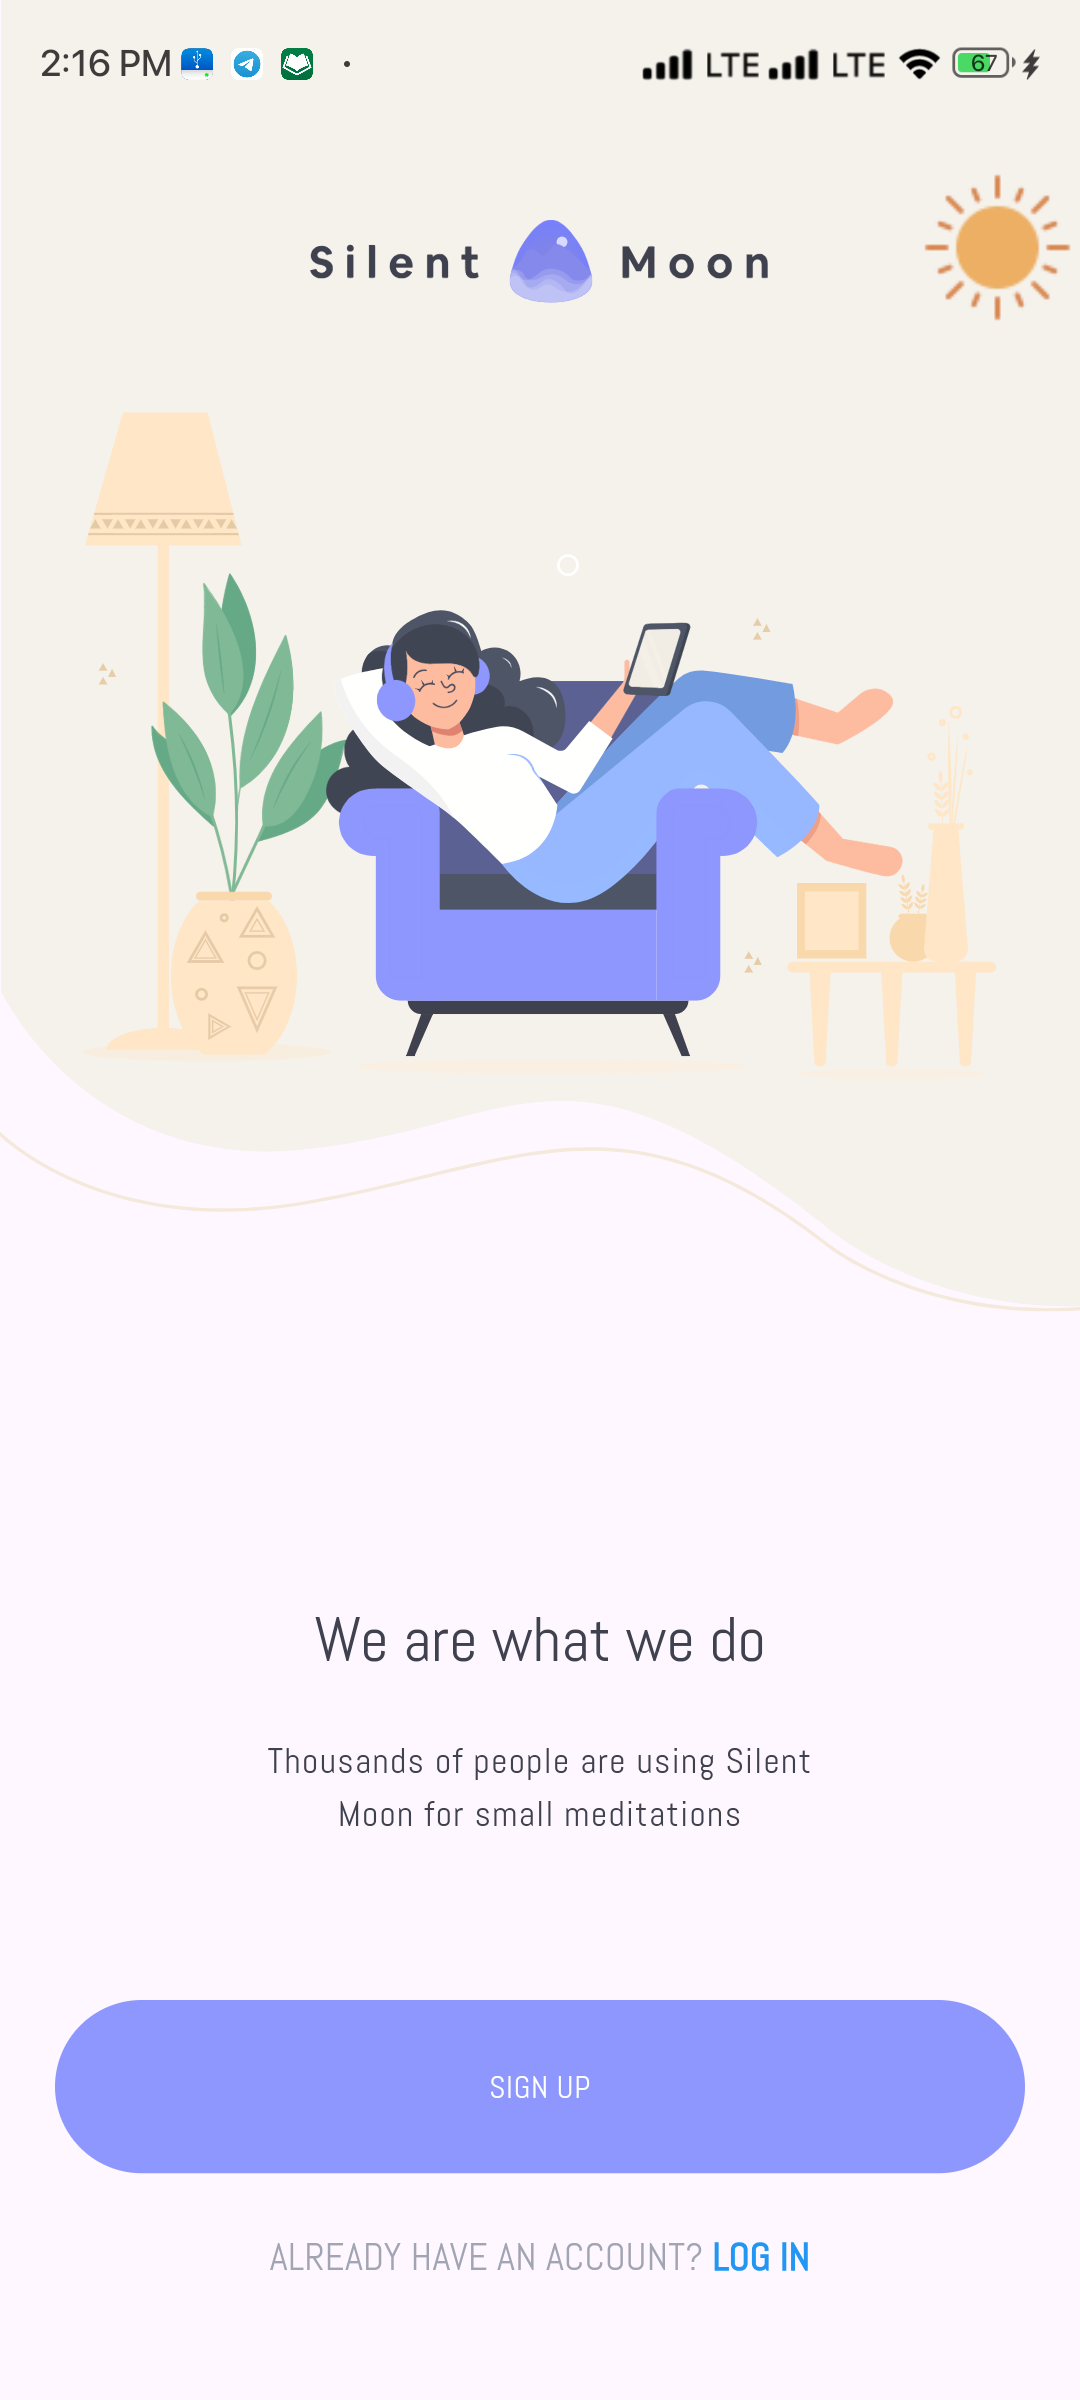 2:16 PM LTE LTE 67
Silent Moon
We are what we do
Thousands of people are using Silent
Moon for small meditations
SIGN UP
ALREADY HAVE AN ACCOUNT? LOG IN